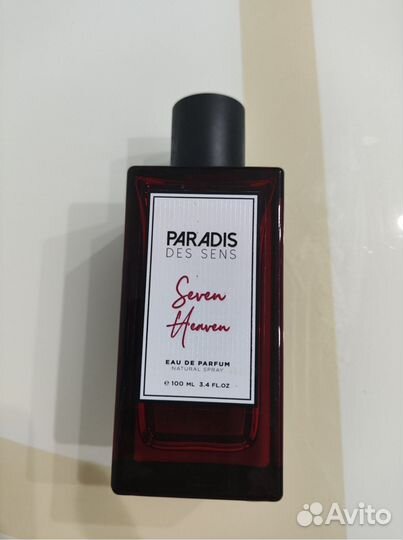 PARADIS
DES SENS
Seven
Heaven
EAU DE PARFUM
NATURAL SPRAY
e 100 ML 3.4 FL.OZ
Avito